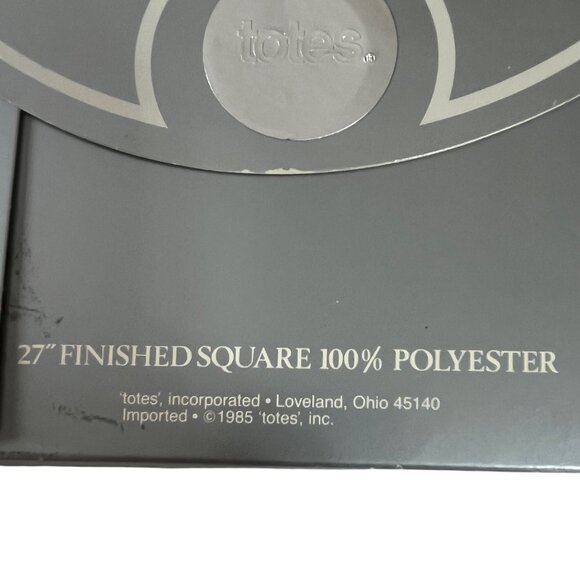 totes®
27" FINISHED SQUARE 100% POLYESTER
'totes', incorporated • Loveland, Ohio 45140
Imported • ©1985 'totes', inc.